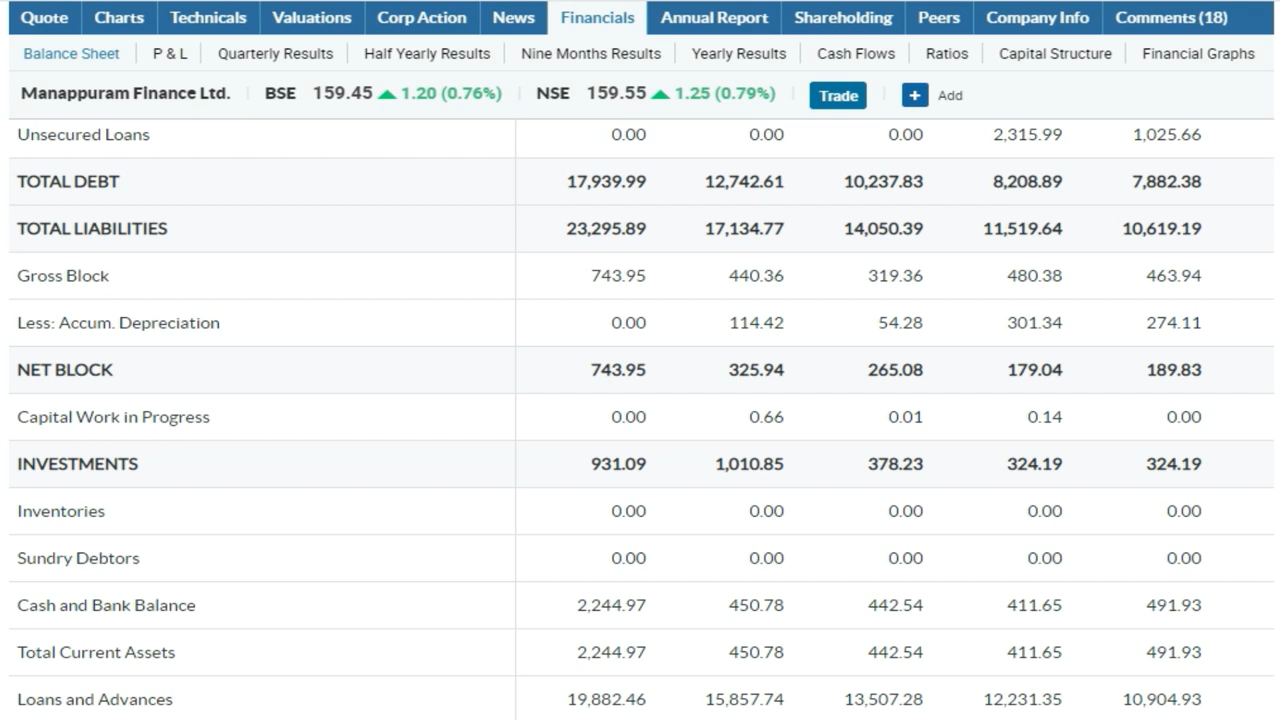 Quote Charts Technicals Valuations Corp Action News Financials Annual Report Shareholding Peers Company Info Comments (18)
Balance Sheet P & L Quarterly Results Half Yearly Results Nine Months Results Yearly Results Cash Flows Ratios Capital Structure Financial Graphs
Manappuram Finance Ltd. BSE 159.45 ▲ 1.20 (0.76%) NSE 159.55 ▲ 1.25 (0.79%) Trade + Add
Unsecured Loans 0.00 0.00 0.00 2,315.99 1,025.66
TOTAL DEBT 17,939.99 12,742.61 10,237.83 8,208.89 7,882.38
TOTAL LIABILITIES 23,295.89 17,134.77 14,050.39 11,519.64 10,619.19
Gross Block 743.95 440.36 319.36 480.38 463.94
Less: Accum. Depreciation 0.00 114.42 54.28 301.34 274.11
NET BLOCK 743.95 325.94 265.08 179.04 189.83
Capital Work in Progress 0.00 0.66 0.01 0.14 0.00
INVESTMENTS 931.09 1,010.85 378.23 324.19 324.19
Inventories 0.00 0.00 0.00 0.00 0.00
Sundry Debtors 0.00 0.00 0.00 0.00 0.00
Cash and Bank Balance 2,244.97 450.78 442.54 411.65 491.93
Total Current Assets 2,244.97 450.78 442.54 411.65 491.93
Loans and Advances 19,882.46 15,857.74 13,507.28 12,231.35 10,904.93